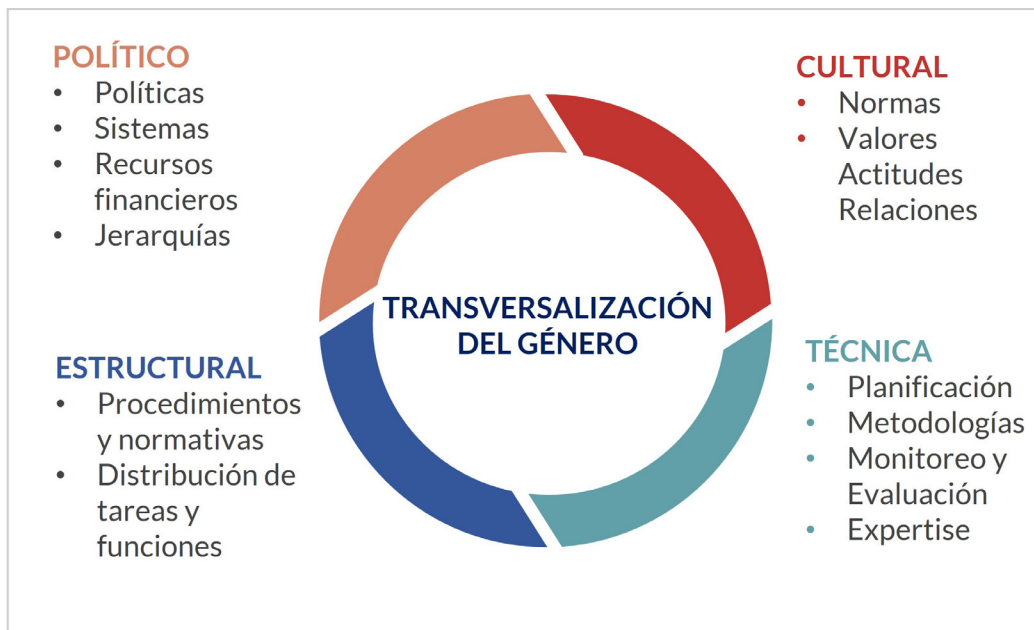 POLÍTICO
• Políticas
• Sistemas
• Recursos
financieros
• Jerarquías
CULTURAL
• Normas
• Valores
Actitudes
Relaciones
TRANSVERSALIZACIÓN
DEL GÉNERO
ESTRUCTURAL
• Procedimientos
y normativas
• Distribución de
tareas y
funciones
TÉCNICA
• Planificación
• Metodologías
• Monitoreo y
Evaluación
• Expertise